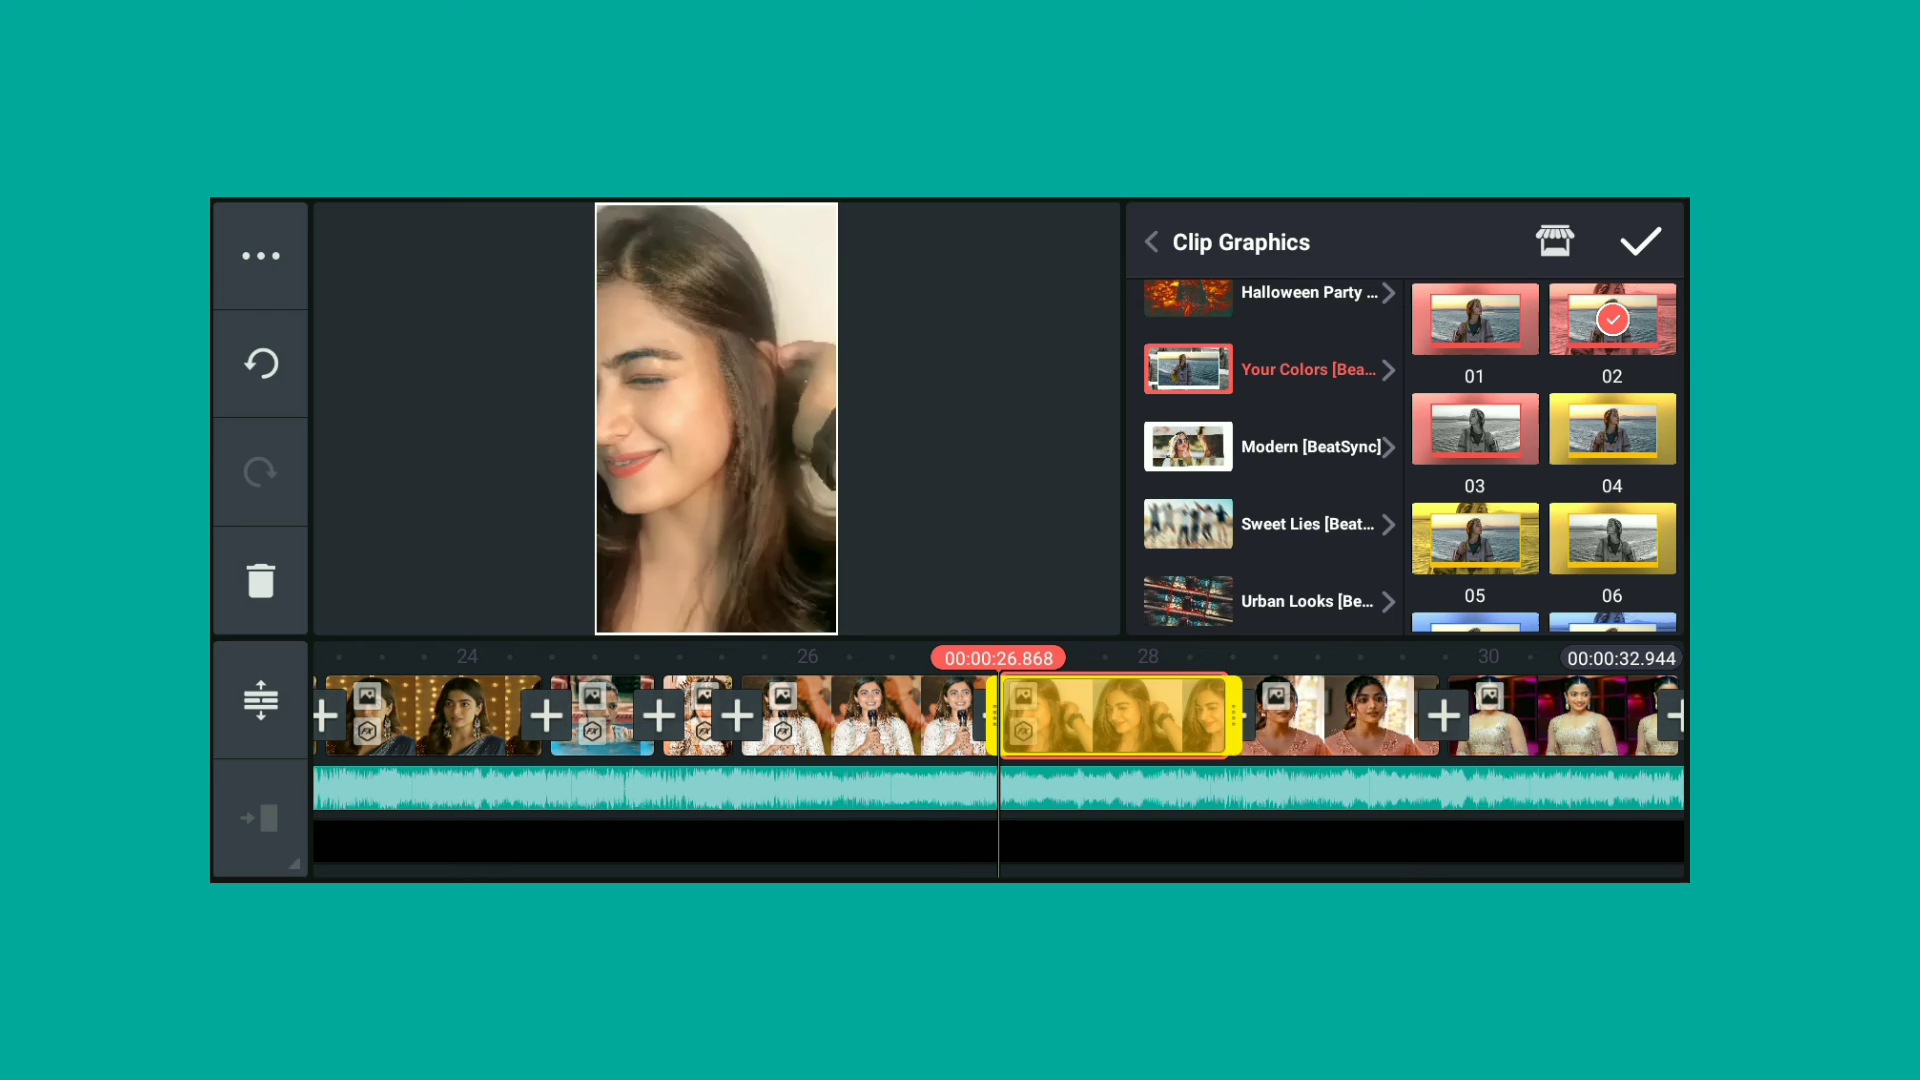 Clip Graphics
Halloween Party ...
Your Colors [Bea...
Modern [BeatSync]
Sweet Lies [Beat...
Urban Looks [Be...
01
02
03
04
05
06
24
26
00:00:26.868
28
30
00:00:32.944